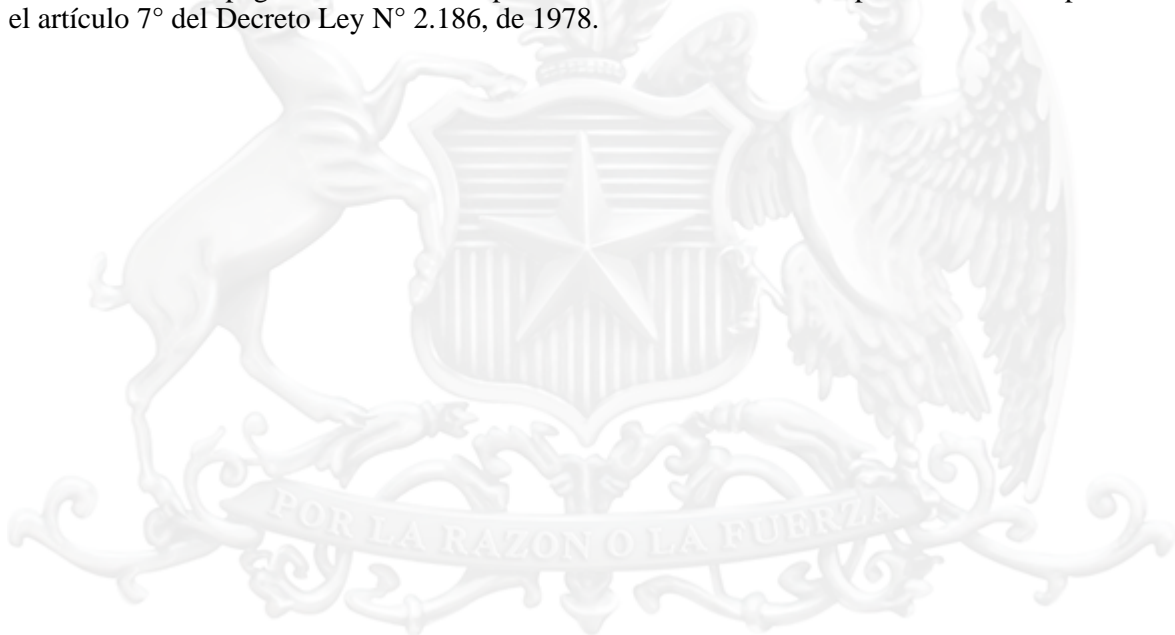 el artículo 7° del Decreto Ley N° 2.186, de 1978.
POR LA RAZON O LA FUERZA